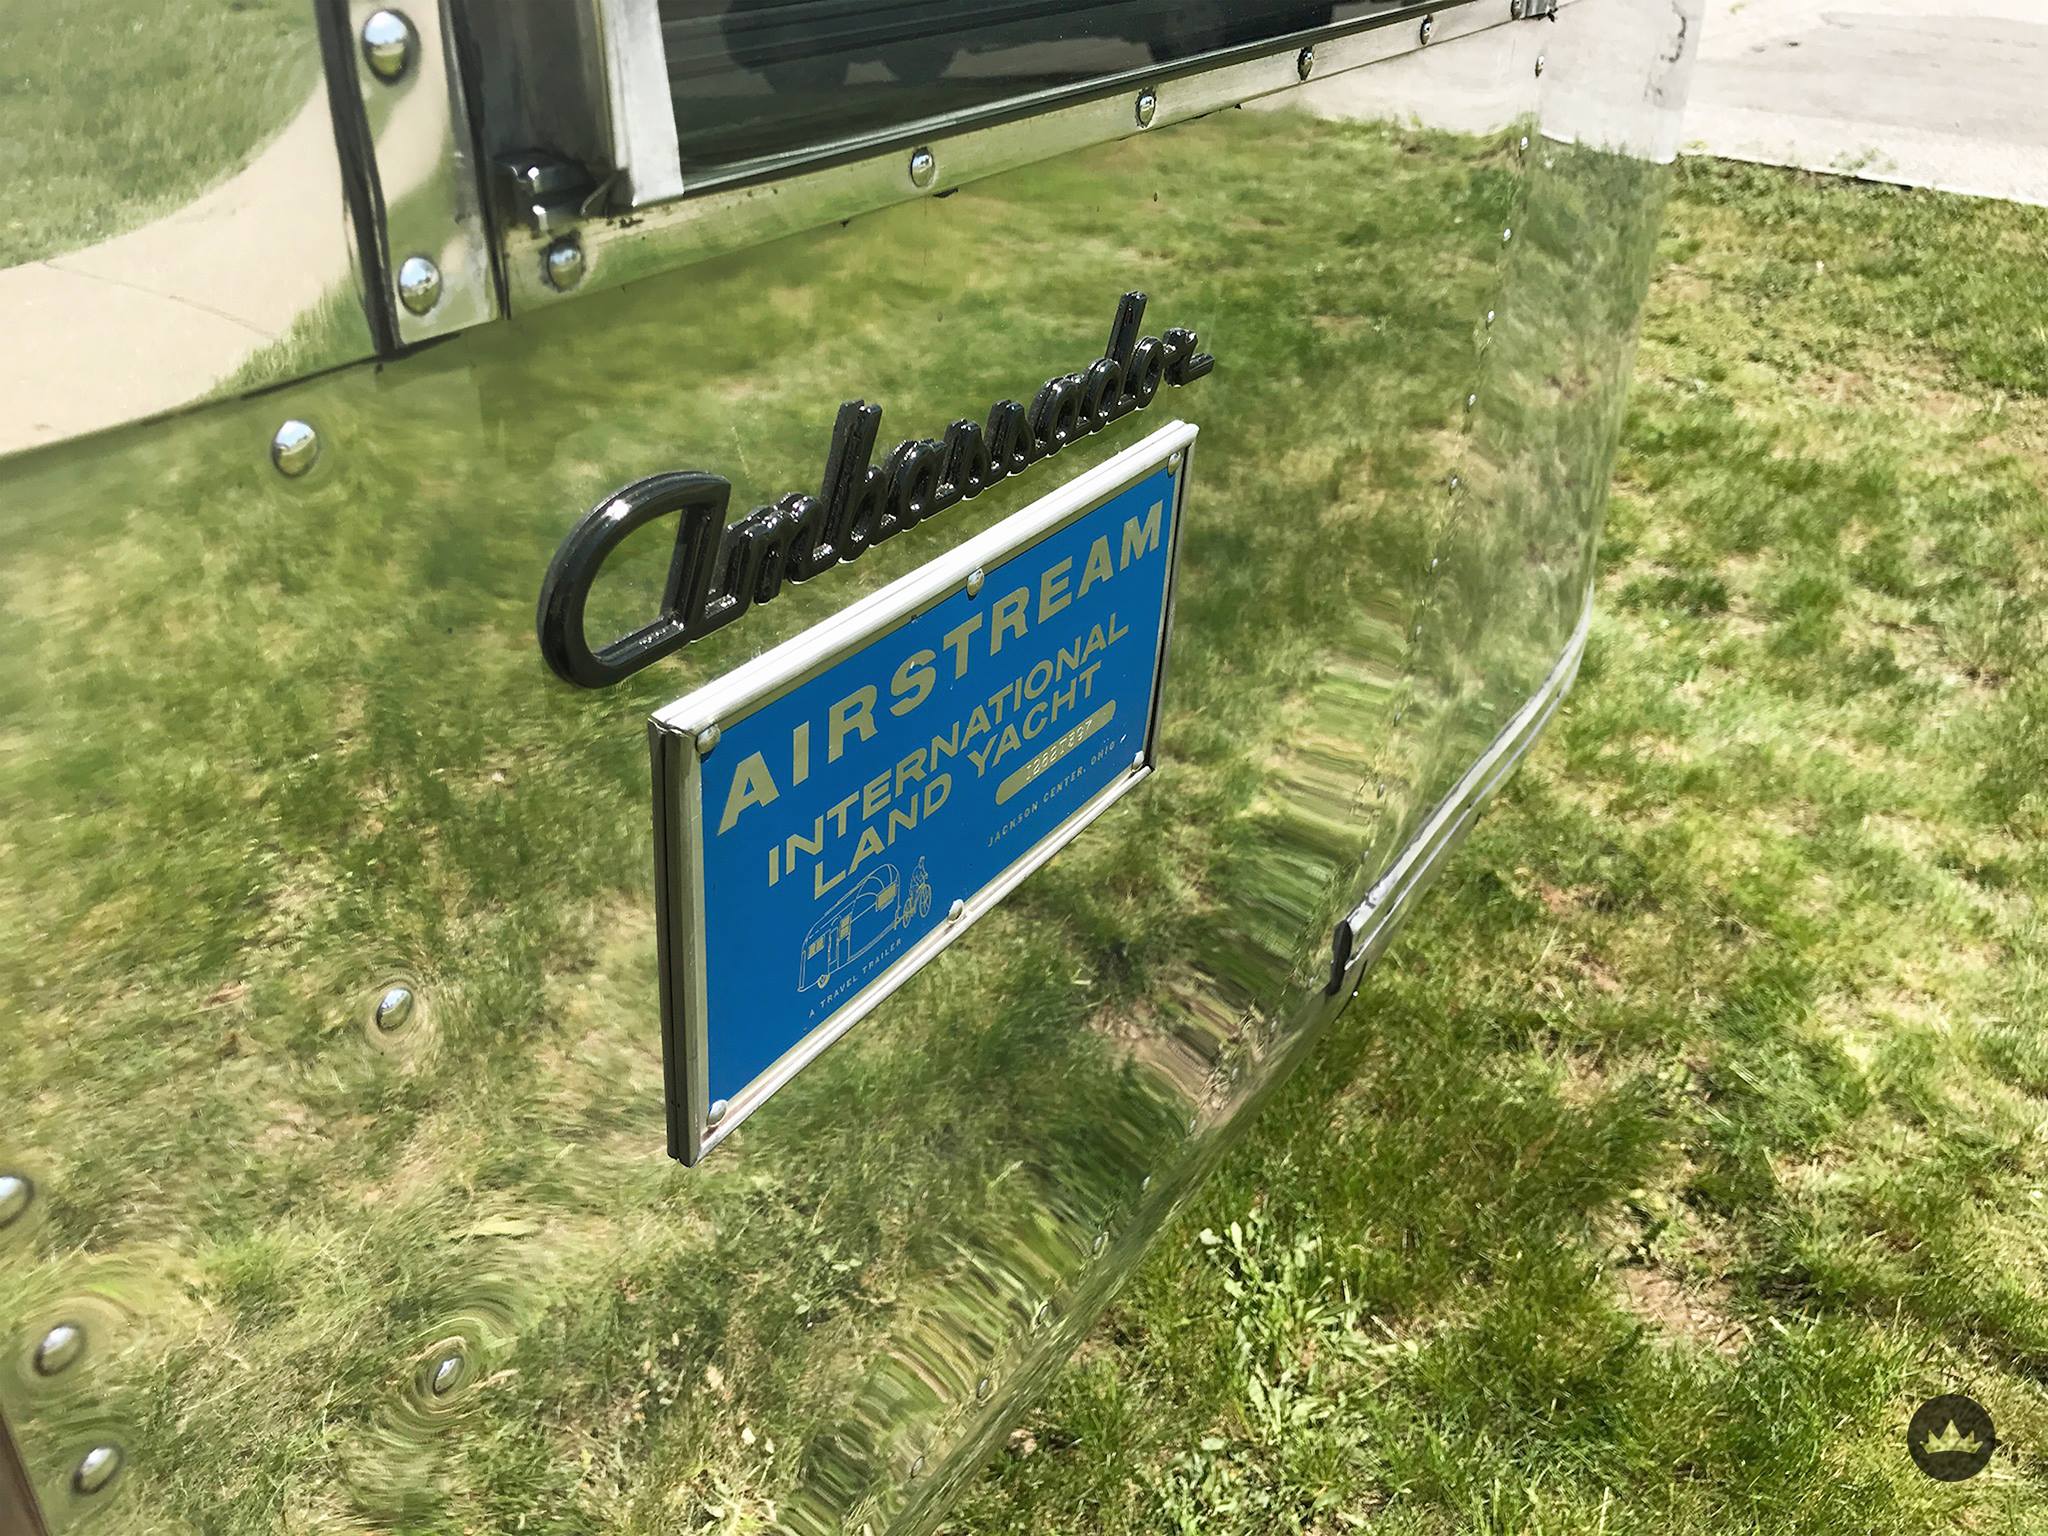 Ambassador
AIRSTREAM
INTERNATIONAL
LAND YACHT
JACKSON CENTER, OHIO
A TRAVEL TRAILER